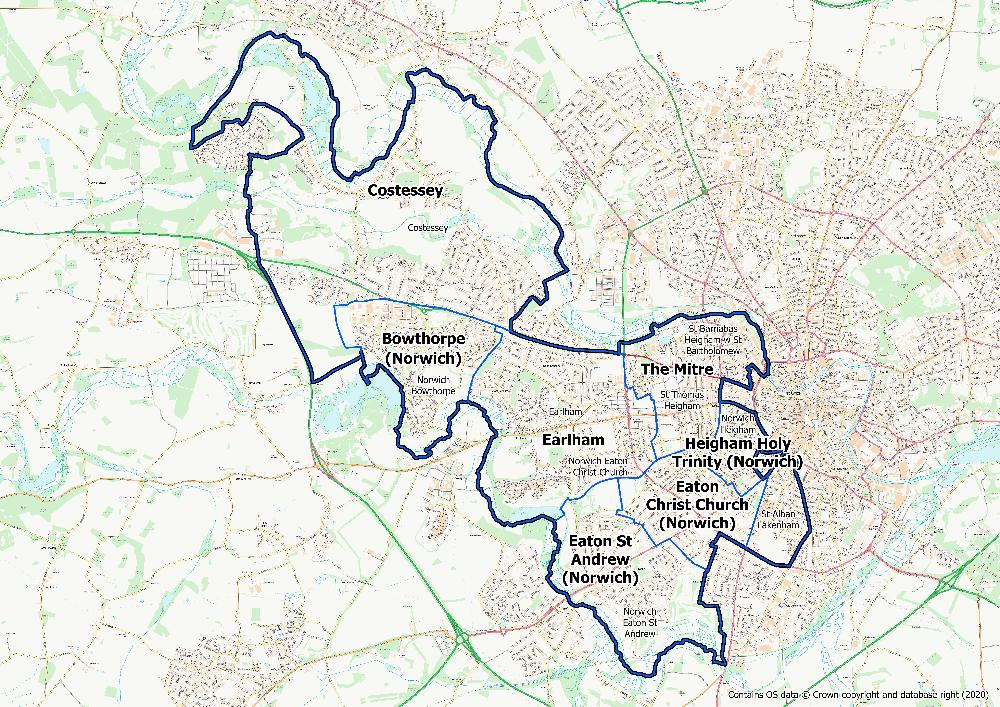 Costessey
Costessey
Bowthorpe
(Norwich)
Norwich
Bowthorpe
St Barnabas
Heigham w St
Bartholomew
The Mitre
St Thomas
Heigham
Norwich
Heigham
Earlham
Earlham
Heigham Holy
Trinity (Norwich)
Norwich Eaton
Christ Church
Eaton
Christ Church
(Norwich)
St Alban
Lakenham
Eaton St
Andrew
(Norwich)
Norwich
Eaton St
Andrew
Contains OS data © Crown copyright and database right (2020)